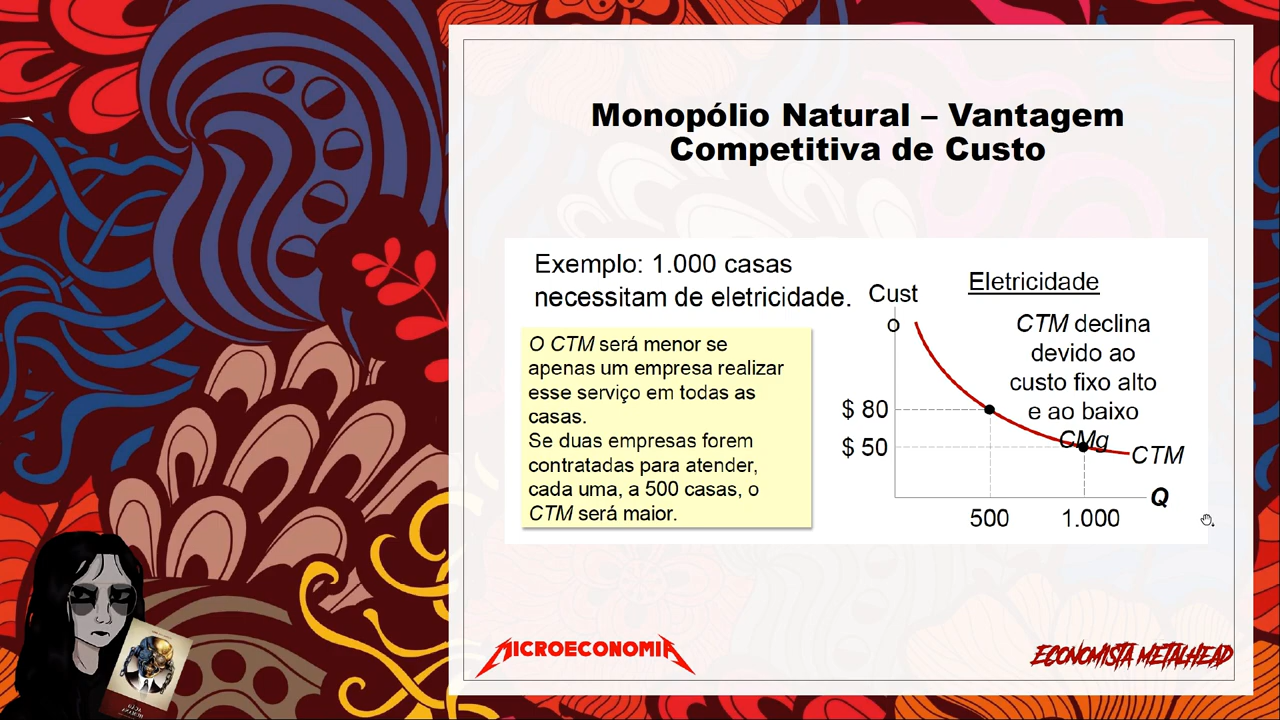 Monopólio Natural – Vantagem
Competitiva de Custo
Exemplo: 1.000 casas
necessitam de eletricidade.
O CTM será menor se
apenas um empresa realizar
esse serviço em todas as
casas.
Se duas empresas forem
contratadas para atender,
cada uma, a 500 casas, o
CTM será maior.
Cust
o
Eletricidade
CTM declina
devido ao
custo fixo alto
e ao baixo
CMg
$ 80
$ 50
CTM
Q
500
1.000
MICROECONOMIA
ECONOMISTA METALHEAD